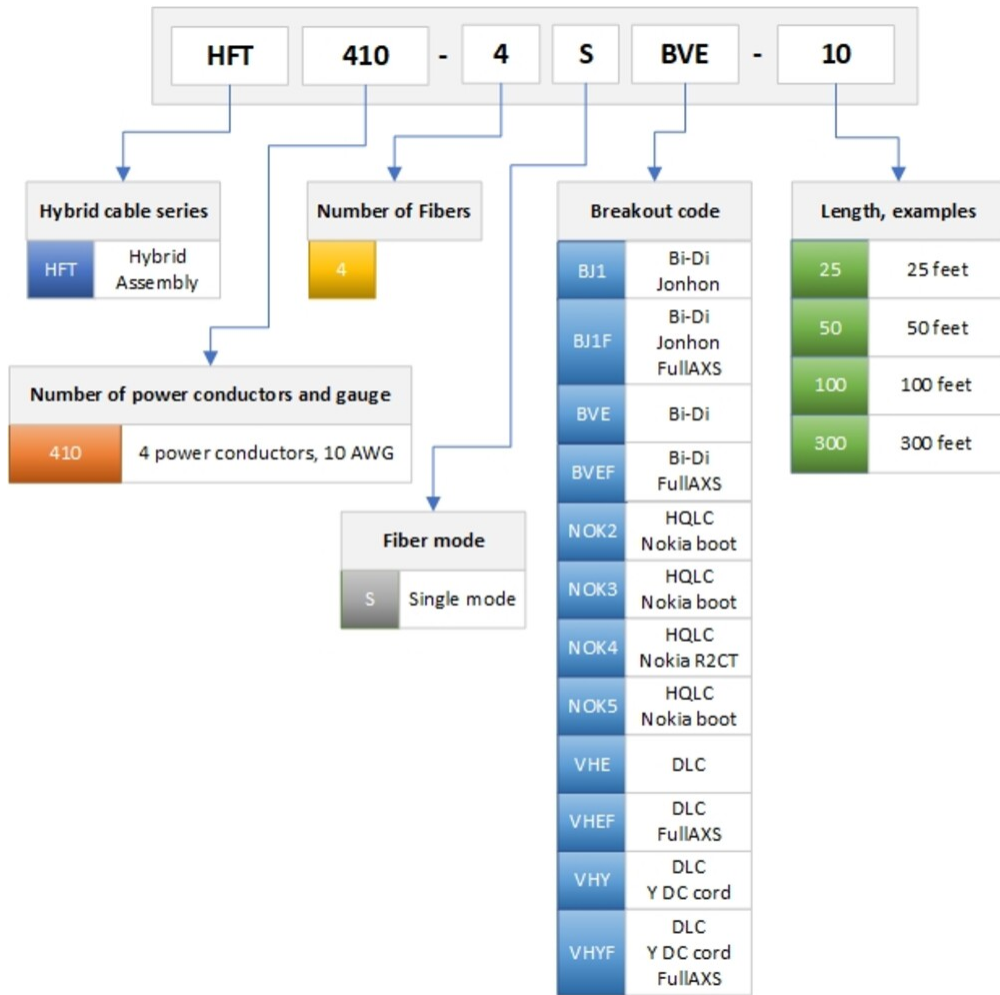 HFT 410 - 4 S BVE - 10
Hybrid cable series
HFT Hybrid
Assembly
Number of power conductors and gauge
410 4 power conductors, 10 AWG
Number of Fibers
4
Fiber mode
S Single mode
Breakout code
BJ1 Bi-Di
Jonhon
BJ1F Bi-Di
Jonhon
FullAXS
BVE Bi-Di
BVEF Bi-Di
FullAXS
NOK2 HQLC
Nokia boot
NOK3 HQLC
Nokia boot
NOK4 HQLC
Nokia R2CT
NOK5 HQLC
Nokia boot
VHE DLC
VHEF DLC
FullAXS
VHY DLC
Y DC cord
VHYF DLC
Y DC cord
FullAXS
Length, examples
25 25 feet
50 50 feet
100 100 feet
300 300 feet